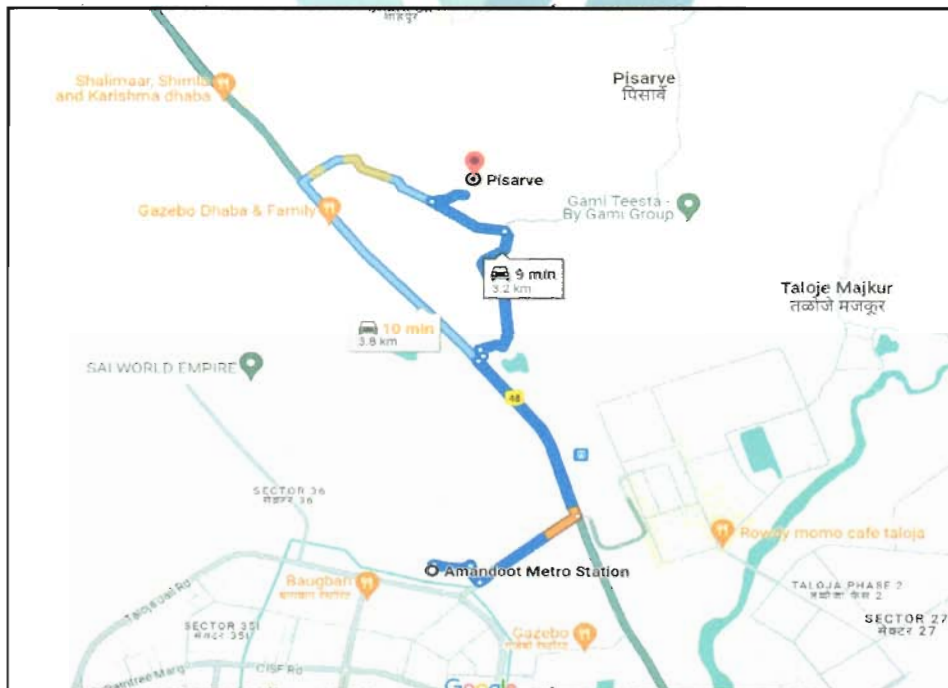 Shalimaar, Shimla
and Karishma dhaba
Pisarve
पिसार्वे
Pisarve
Gami Teesta -
By Gami Group
Gazebo Dhaba & Family
9 min
3.2 km
Taloje Majkur
तळोजे मजकूर
10 min
3.8 km
SAI WORLD EMPIRE
48
SECTOR 36
सेक्टर 36
Rowdy momo cafe taloja
Amandoot Metro Station
Baugban
TALOJA PHASE 2
SECTOR 27
सेक्टर 27
Taloja Jail Rd
SECTOR 35I
सेक्टर 35I
Gazebo
CISF Rd
Raintree Marg
Google